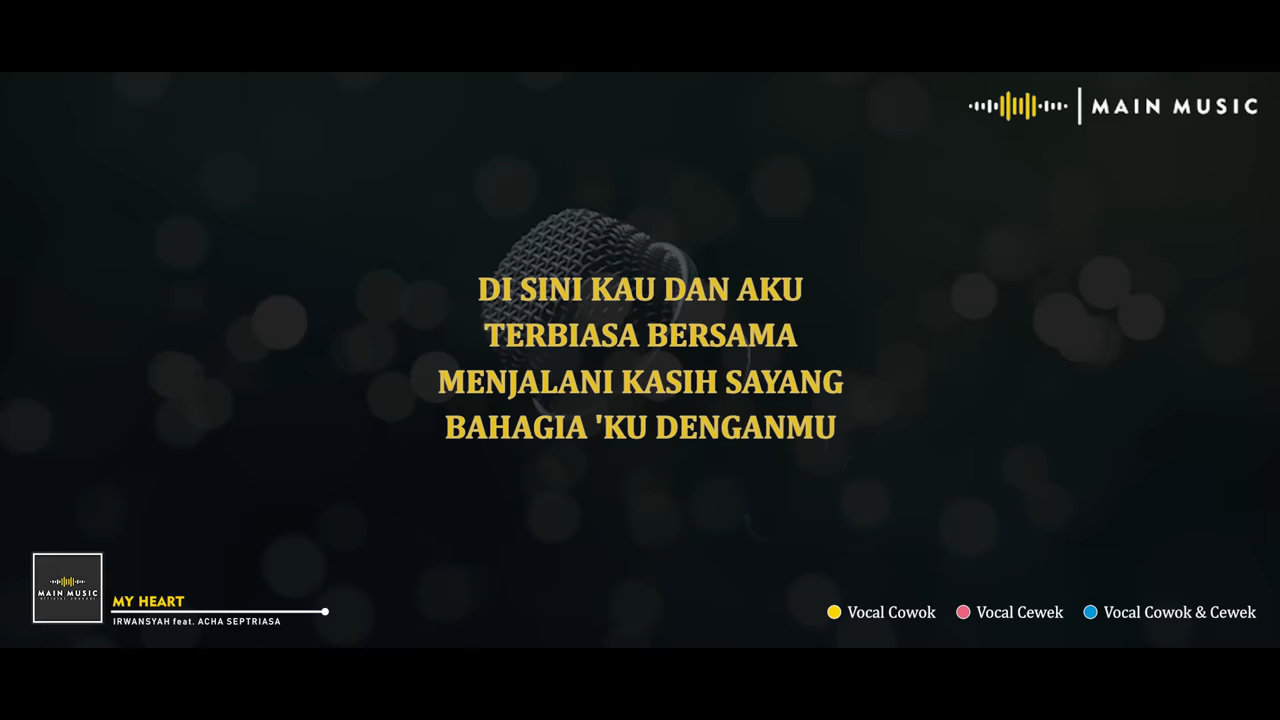 MAIN MUSIC
DI SINI KAU DAN AKU
TERBIASA BERSAMA
MENJALANI KASIH SAYANG
BAHAGIA 'KU DENGANMU
MAIN MUSIC
MY HEART
IRWANSYAH feat. ACHA SEPTRIASA
Vocal Cowok
Vocal Cewek
Vocal Cowok & Cewek